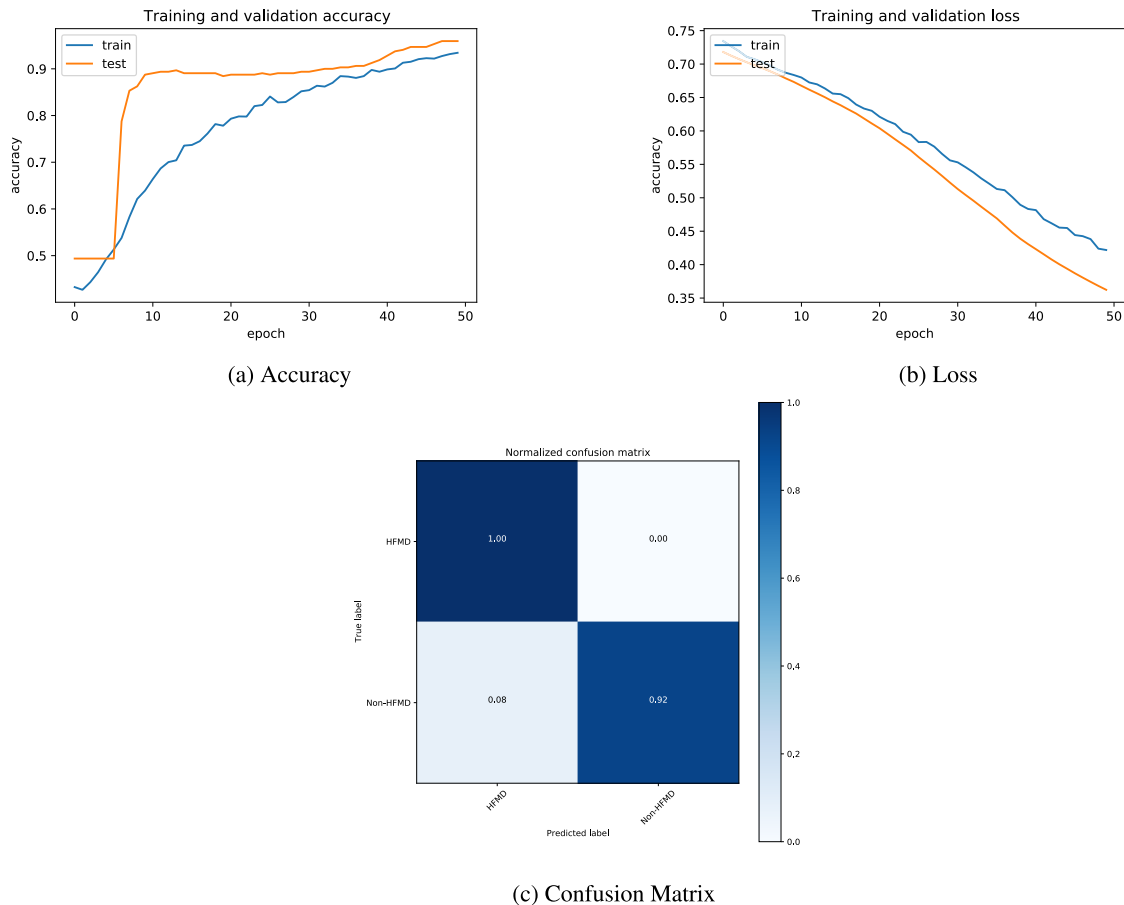 Training and validation accuracy
train
test
0.9
0.8
0.7
0.6
0.5
accuracy
0 10 20 30 40 50
epoch
(a) Accuracy
Training and validation loss
train
test
0.75
0.70
0.65
0.60
0.55
0.50
0.45
0.40
0.35
accuracy
0 10 20 30 40 50
epoch
(b) Loss
Normalized confusion matrix
HFMD
Non-HFMD
True label
1.00 0.00
0.08 0.92
HFMD Non-HFMD
Predicted label
1.0
0.8
0.6
0.4
0.2
0.0
(c) Confusion Matrix